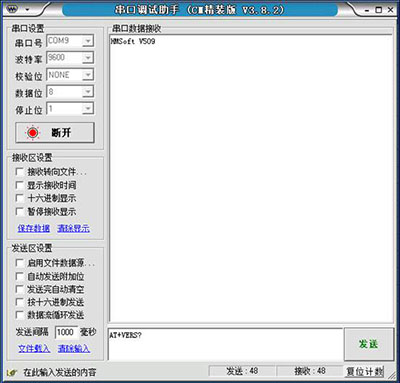 串口调试助手 (CM精装版 V3.8.2)
串口设置
串口号 COM9
波特率 9600
校验位 NONE
数据位 8
停止位 1
断开
接收区设置
接收转向文件...
显示接收时间
十六进制显示
暂停接收显示
保存数据 清除显示
发送区设置
启用文件数据源...
自动发送附加位
发送完自动清空
按十六进制发送
数据流循环发送
发送间隔 1000 毫秒
文件载入 清除输入
串口数据接收
HMSoft V509
AT+VERS?
发送
在此输入发送的内容
发送 : 48
接收 : 48
复位计数